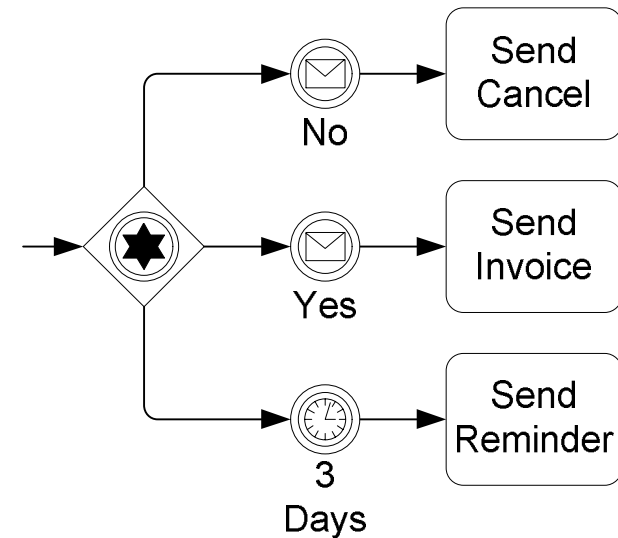 Send
Cancel
No
Send
Invoice
Yes
Send
Reminder
3
Days